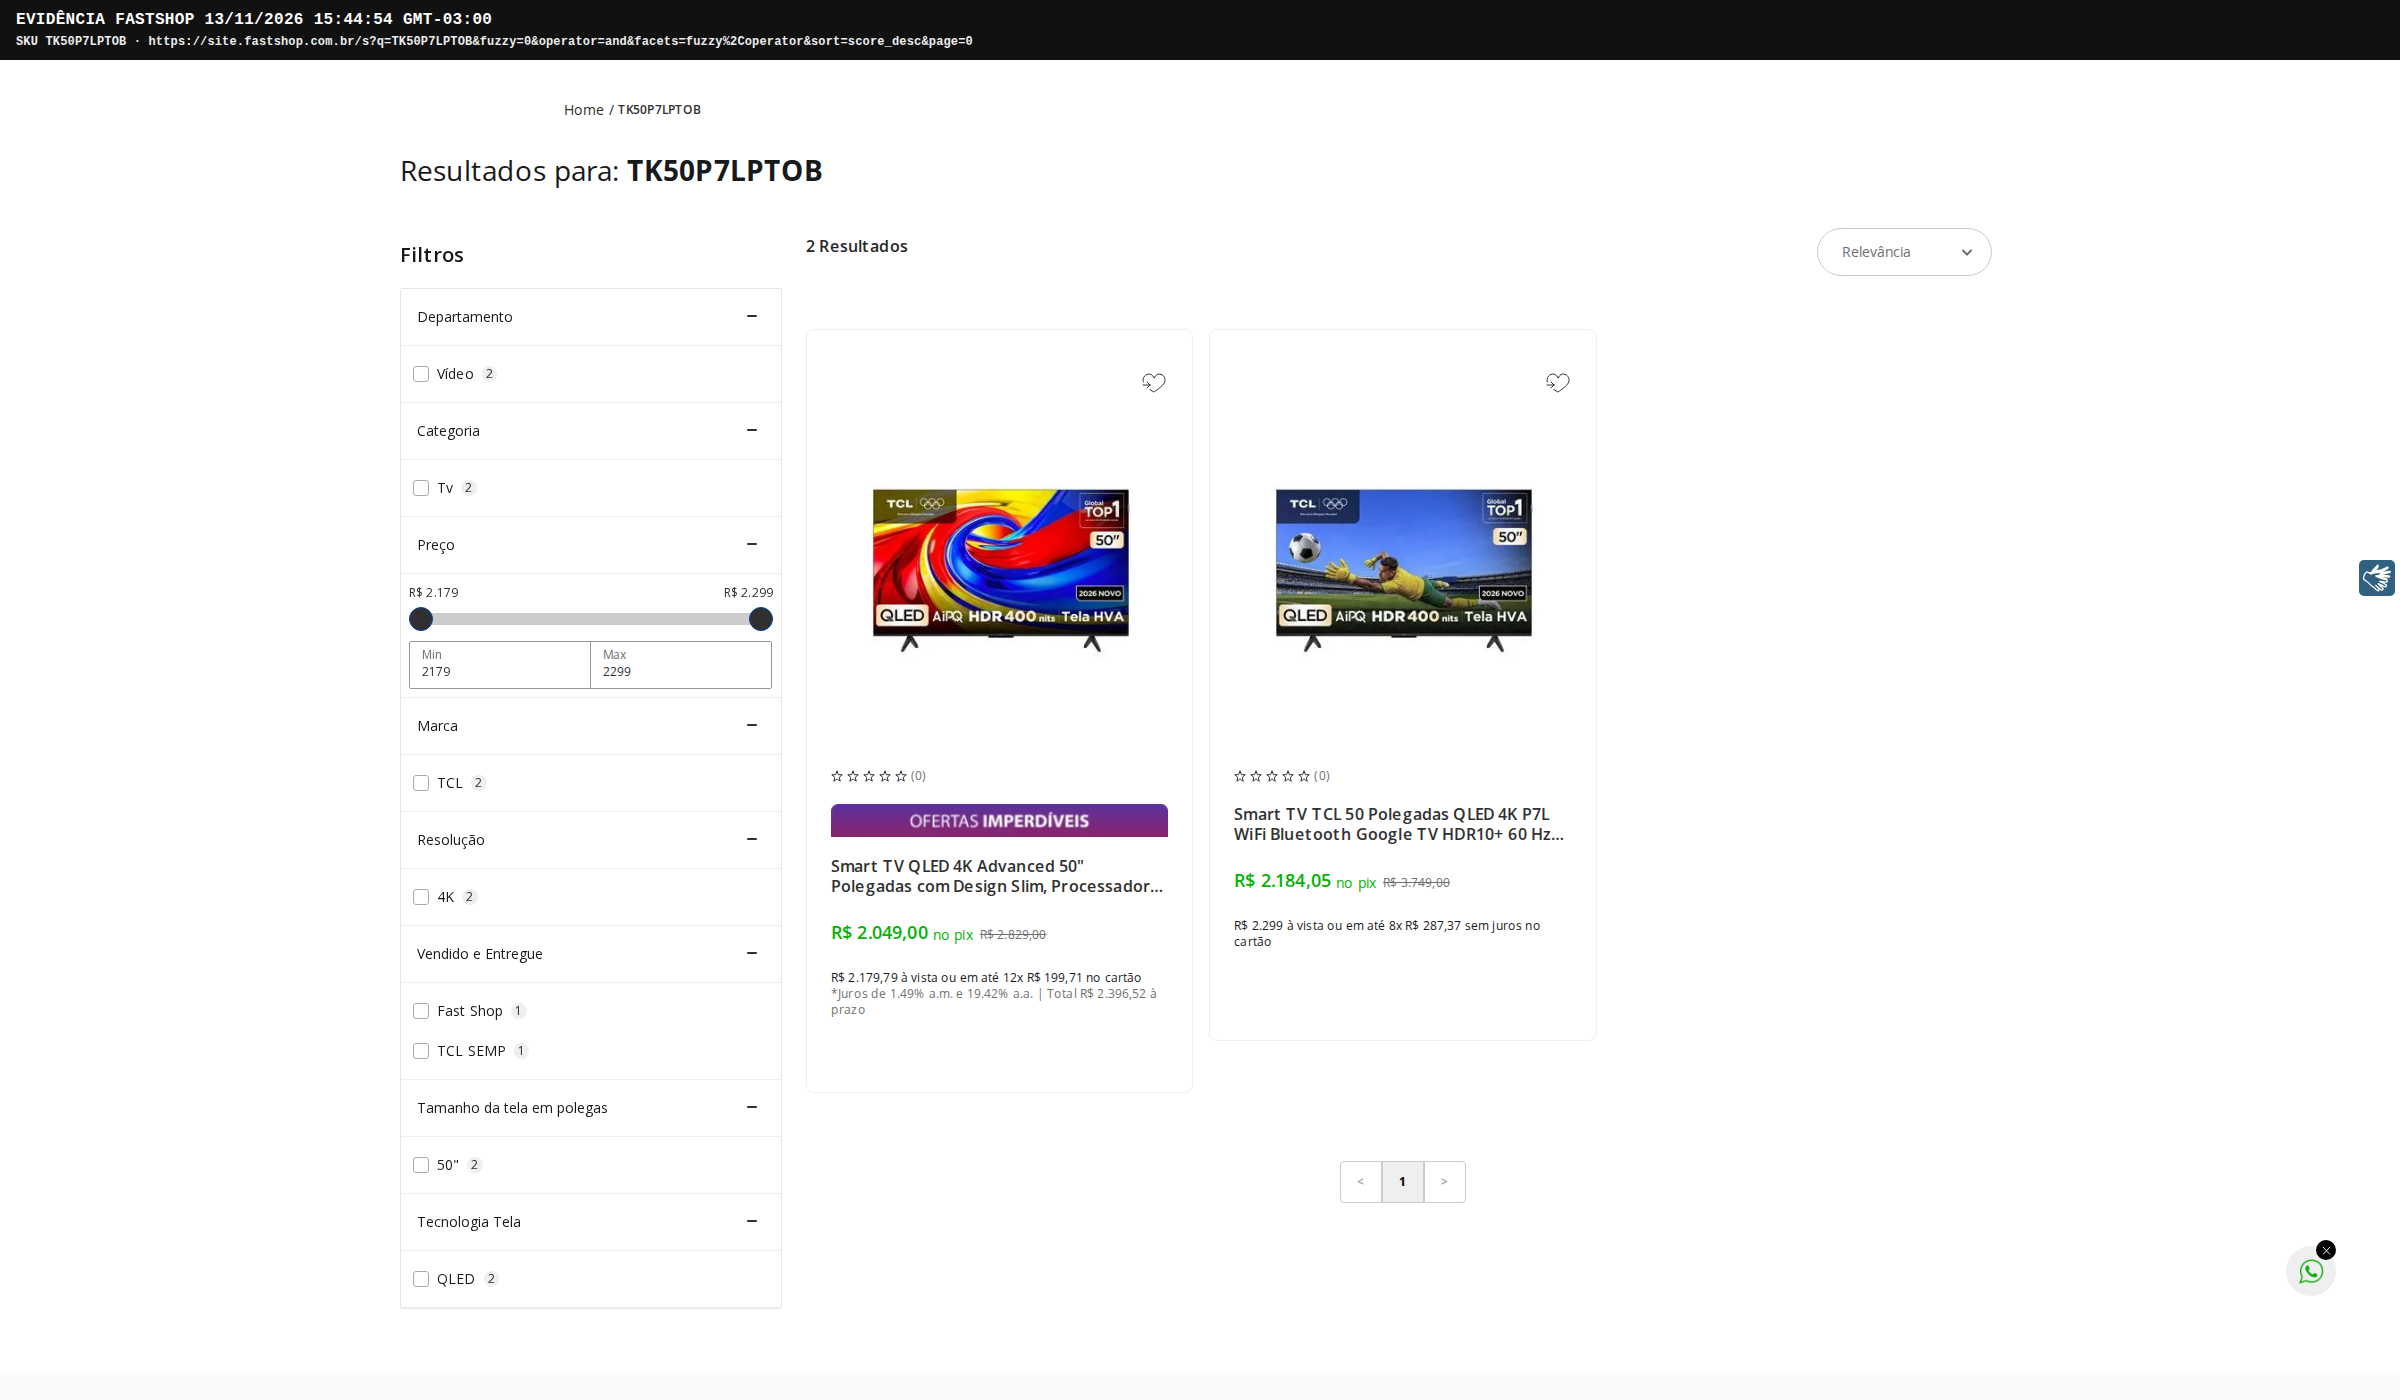 EVIDÊNCIA FASTSHOP 13/11/2026 15:44:54 GMT-03:00
SKU TK50P7LPTOB · https://site.fastshop.com.br/s?q=TK50P7LPTOB&fuzzy=0&operator=and&facets=fuzzy%2Coperator&sort=score_desc&page=0
Home / TK50P7LPTOB
Resultados para: TK50P7LPTOB
Filtros
Departamento
Vídeo 2
Categoria
Tv 2
Preço
R$ 2.179 R$ 2.299
Min Max
2179 2299
Marca
TCL 2
Resolução
4K 2
Vendido e Entregue
Fast Shop 1
TCL SEMP 1
Tamanho da tela em polegas
50" 2
Tecnologia Tela
QLED 2
2 Resultados
Relevância
TCL
Global
TOP 1
50"
2026 NOVO
QLED AiPQ HDR 400 nits Tela HVA
(0)
OFERTAS IMPERDÍVEIS
Smart TV QLED 4K Advanced 50"
Polegadas com Design Slim, Processador...
R$ 2.049,00 no pix R$ 2.829,00
R$ 2.179,79 à vista ou em até 12x R$ 199,71 no cartão
*Juros de 1.49% a.m. e 19.42% a.a. | Total R$ 2.396,52 à
prazo
TCL
Global
TOP 1
50"
2026 NOVO
QLED AiPQ HDR 400 nits Tela HVA
(0)
Smart TV TCL 50 Polegadas QLED 4K P7L
WiFi Bluetooth Google TV HDR10+ 60 Hz...
R$ 2.184,05 no pix R$ 3.749,00
R$ 2.299 à vista ou em até 8x R$ 287,37 sem juros no
cartão
< 1 >